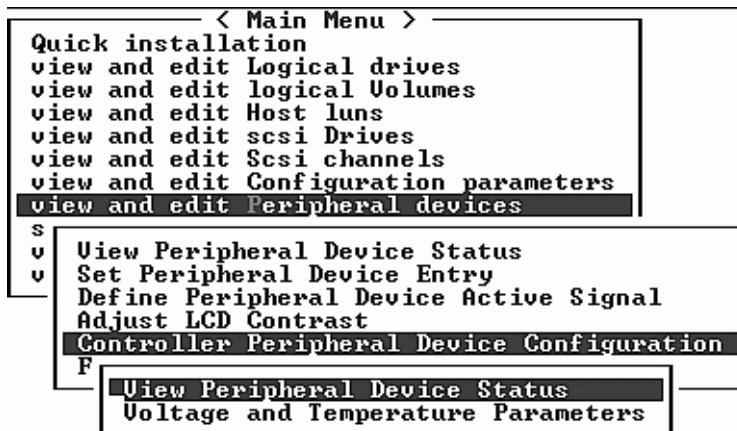 < Main Menu >
Quick installation
view and edit Logical drives
view and edit logical Volumes
view and edit Host luns
view and edit scsi Drives
view and edit Scsi channels
view and edit Configuration parameters
view and edit Peripheral devices
s
v View Peripheral Device Status
v Set Peripheral Device Entry
Define Peripheral Device Active Signal
Adjust LCD Contrast
Controller Peripheral Device Configuration
F
View Peripheral Device Status
Voltage and Temperature Parameters